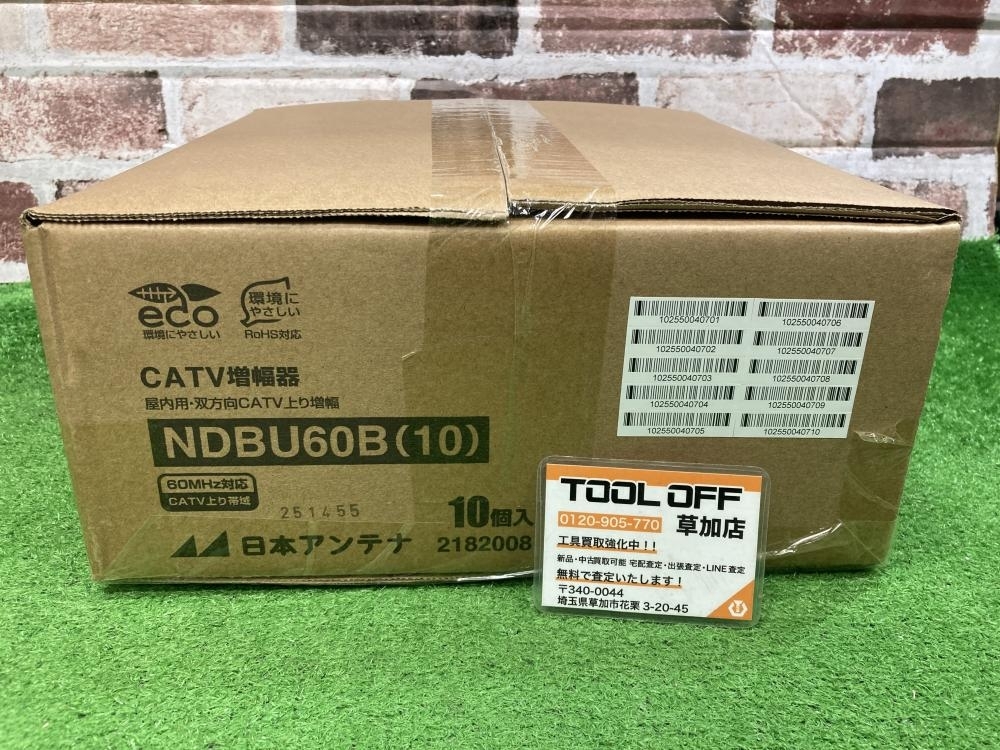 eco
環境にやさしい
環境に
やさしい
RoHS対応
CATV増幅器
屋内用・双方向CATV上り増幅
NDBU60B(10)
60MHz対応
CATV上り帯域
251455
10個入
日本アンテナ
2182008
102550040701
102550040702
102550040703
102550040704
102550040705
102550040706
102550040707
102550040708
102550040709
102550040710
TOOL OFF
0120-905-770
草加店
工具買取強化中!!
新品・中古買取可能 宅配査定・出張査定・LINE査定
無料で査定いたします!
〒340-0044
埼玉県草加市花栗 3-20-45